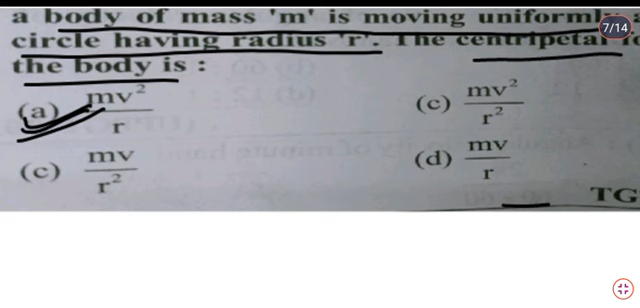 a body of mass 'm' is moving uniformly
7/14
circle having radius 'r'. The centripetal
the body is :
(a) mv²/r
(c) mv²/r²
(c) mv/r²
(d) mv/r
TG